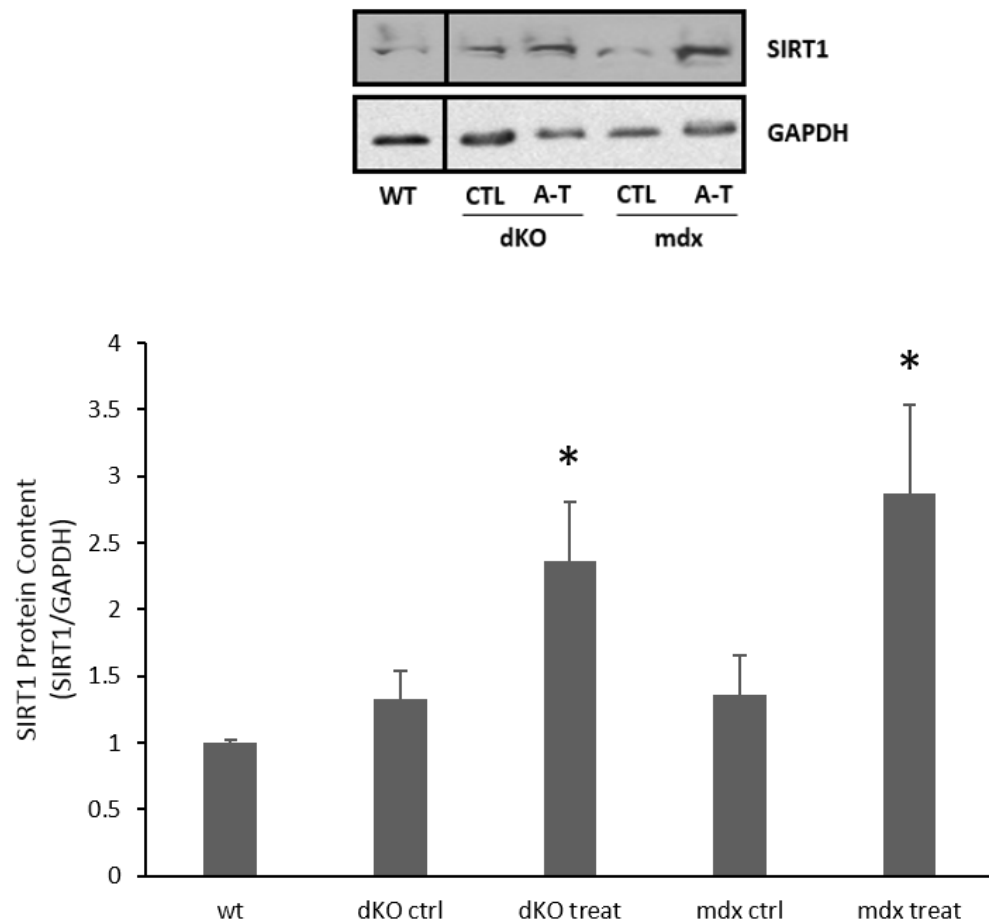 SIRT1
GAPDH
WT CTL A-T CTL A-T
dKO mdx
4
3.5
3
2.5
2
1.5
1
0.5
0
SIRT1 Protein Content
(SIRT1/GAPDH)
*
*
wt dKO ctrl dKO treat mdx ctrl mdx treat